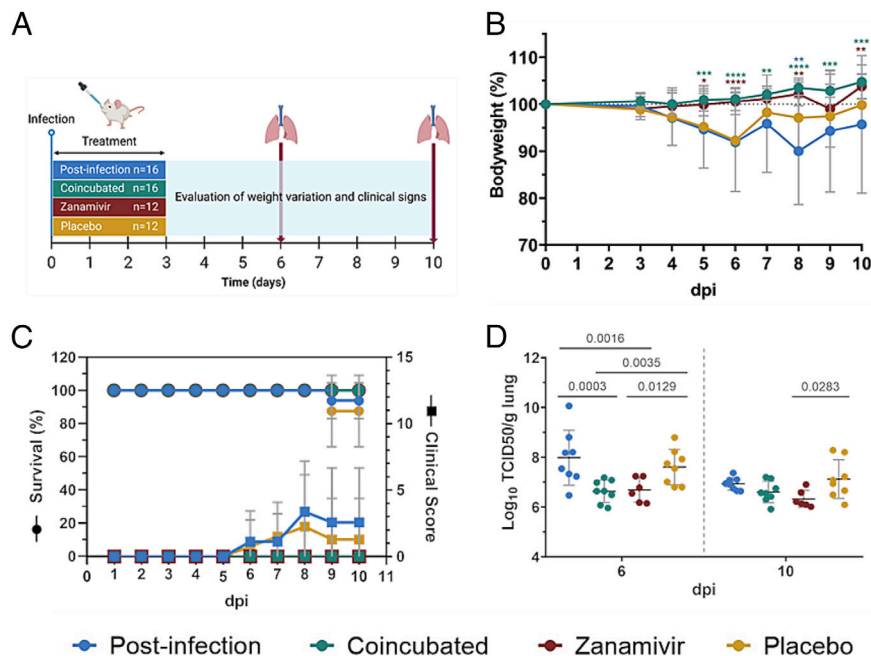 A
Infection
Treatment
Post-infection n=16
Coincubated n=16
Zanamivir n=12
Placebo n=12
Evaluation of weight variation and clinical signs
0 1 2 3 4 5 6 7 8 9 10
Time (days)
B
Bodyweight (%)
110
100
90
80
70
*** * **** **** ** ** **** ** *** *** **
0 1 2 3 4 5 6 7 8 9 10
dpi
C
Survival (%)
120
100
80
60
40
20
0
15
10
5
0
Clinical Score
0 1 2 3 4 5 6 7 8 9 10 11
dpi
D
Log10 TCID50/g lung
12
10
8
6
4
0.0016
0.0035
0.0003 0.0129 0.0283
6 10
dpi
Post-infection Coincubated Zanamivir Placebo